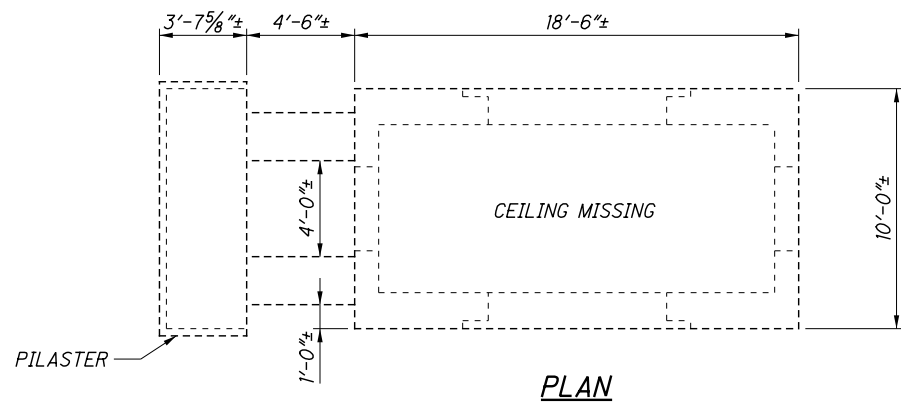 3'-7⅝"± 4'-6"± 18'-6"±
4'-0"±
CEILING MISSING
10'-0"±
1'-0"±
PILASTER
PLAN